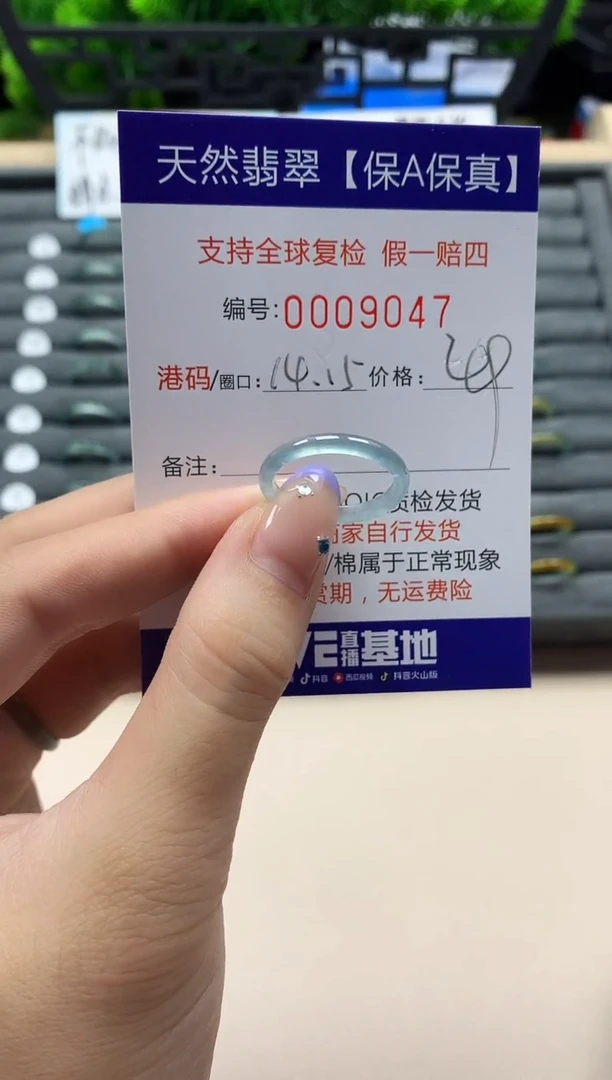 天然翡翠【保A保真】
支持全球复检 假一赔四
编号:0009047
港码/圈口: 14.15 价格:
备注:
质检发货
家自行发货
/棉属于正常现象
赏期，无运费险
VE直播基地
抖音 西瓜视频 抖音火山版